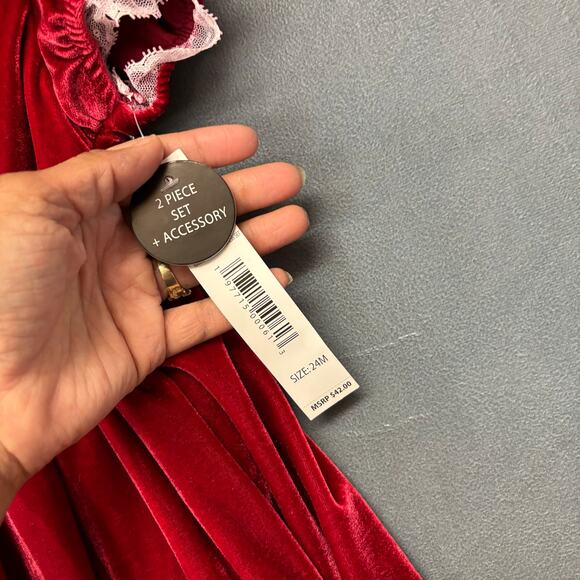 2 PIECE
SET
+ ACCESSORY
SIZE: 24M
MSRP $42.00